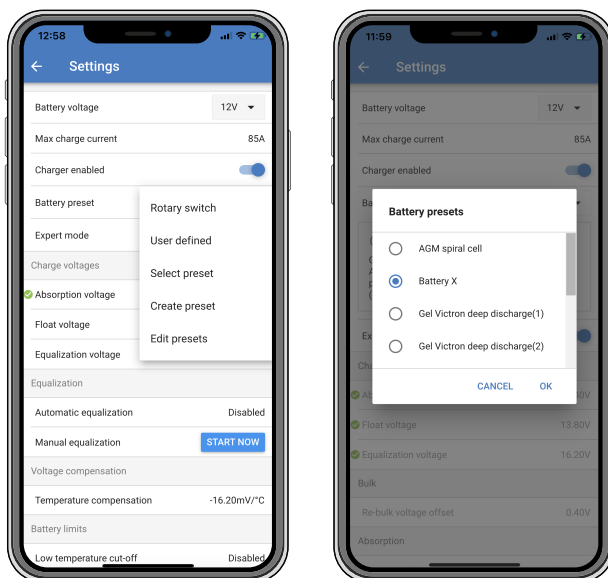 12:58
Settings
Battery voltage 12V
Max charge current 85A
Charger enabled
Battery preset
Expert mode
Rotary switch
User defined
Select preset
Create preset
Edit presets
Charge voltages
Absorption voltage
Float voltage
Equalization voltage
Equalization
Automatic equalization Disabled
Manual equalization START NOW
Voltage compensation
Temperature compensation -16.20mV/°C
Battery limits
Low temperature cut-off Disabled
11:59
Settings
Battery voltage 12V
Max charge current 85A
Charger enabled
Ba
Battery presets
AGM spiral cell
Battery X
Gel Victron deep discharge(1)
Gel Victron deep discharge(2)
CANCEL OK
Ex
Float voltage 13.80V
Equalization voltage 16.20V
Bulk
Re-bulk voltage offset 0.40V
Absorption